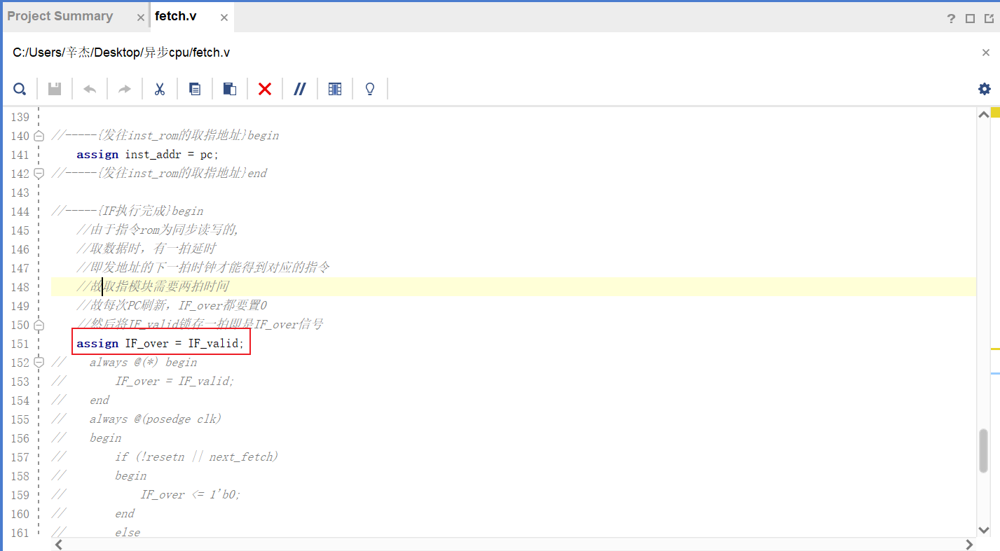 Project Summary × fetch.v ×
C:/Users/辛杰/Desktop/异步cpu/fetch.v
139
140 //-----{发往inst_rom的取指地址}begin
141 assign inst_addr = pc;
142 //-----{发往inst_rom的取指地址}end
143
144 //-----{IF执行完成}begin
145 //由于指令rom为同步读写的,
146 //取数据时，有一拍延时
147 //即发地址的下一拍时钟才能得到对应的指令
148 //故取指模块需要两拍时间
149 //故每次PC刷新，IF_over都要置0
150 //然后将IF_valid锁存一拍即是IF_over信号
151 assign IF_over = IF_valid;
152 // always @(*) begin
153 // IF_over = IF_valid;
154 // end
155 // always @(posedge clk)
156 // begin
157 // if (!resetn || next_fetch)
158 // begin
159 // IF_over <= 1'b0;
160 // end
161 // else